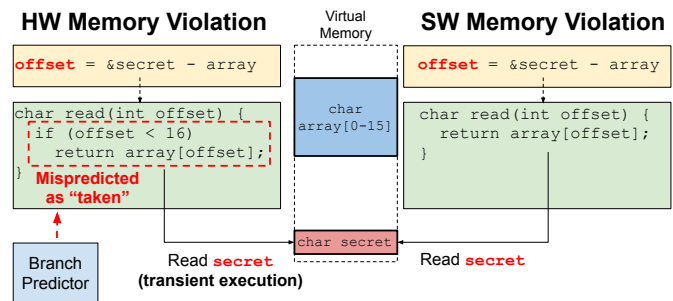 HW Memory Violation
offset = &secret - array
char read(int offset) {
if (offset < 16)
return array[offset];
}
Mispredicted
as “taken”
Branch
Predictor
Read secret
(transient execution)
Virtual
Memory
char
array[0-15]
char secret
SW Memory Violation
offset = &secret - array
char read(int offset) {
return array[offset];
}
Read secret